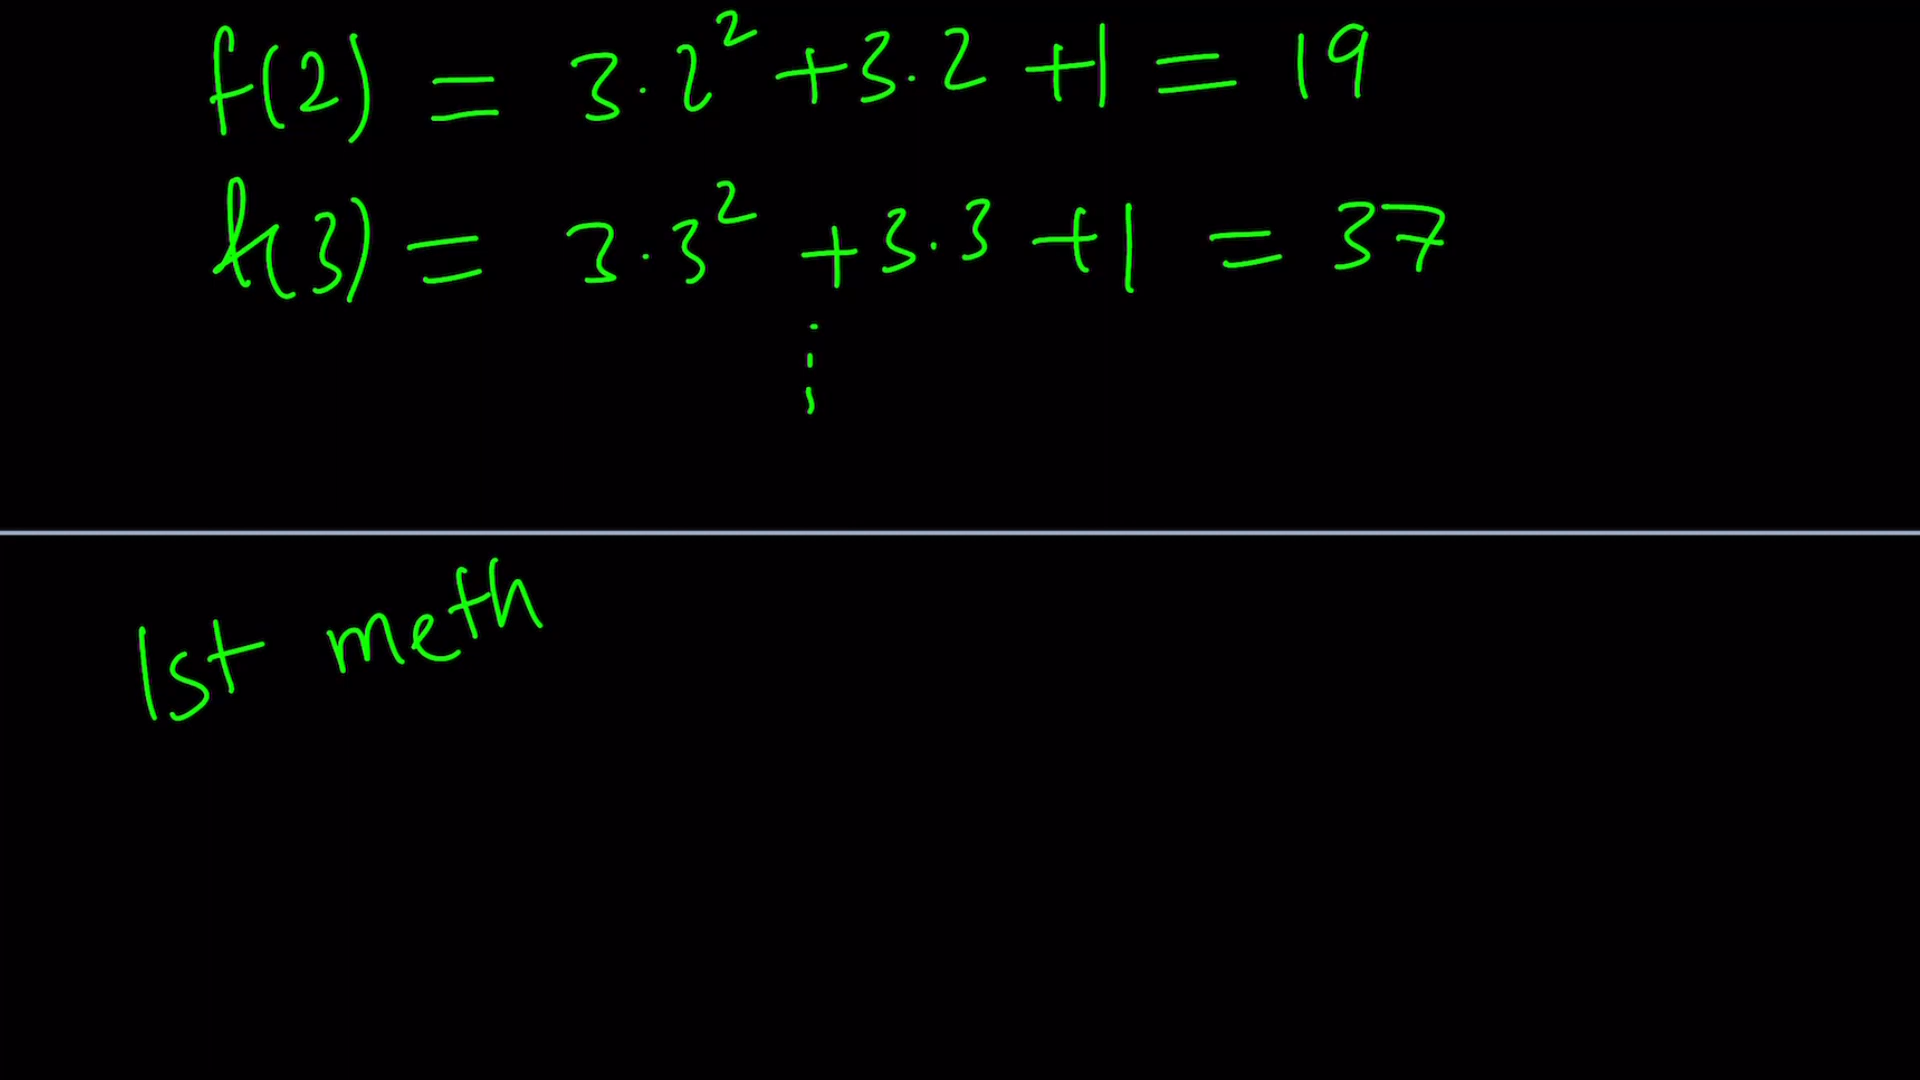 f(2) = 3·2² +3·2 +1 = 19
f(3) = 3·3² +3·3 +1 = 37
⋮
1st meth